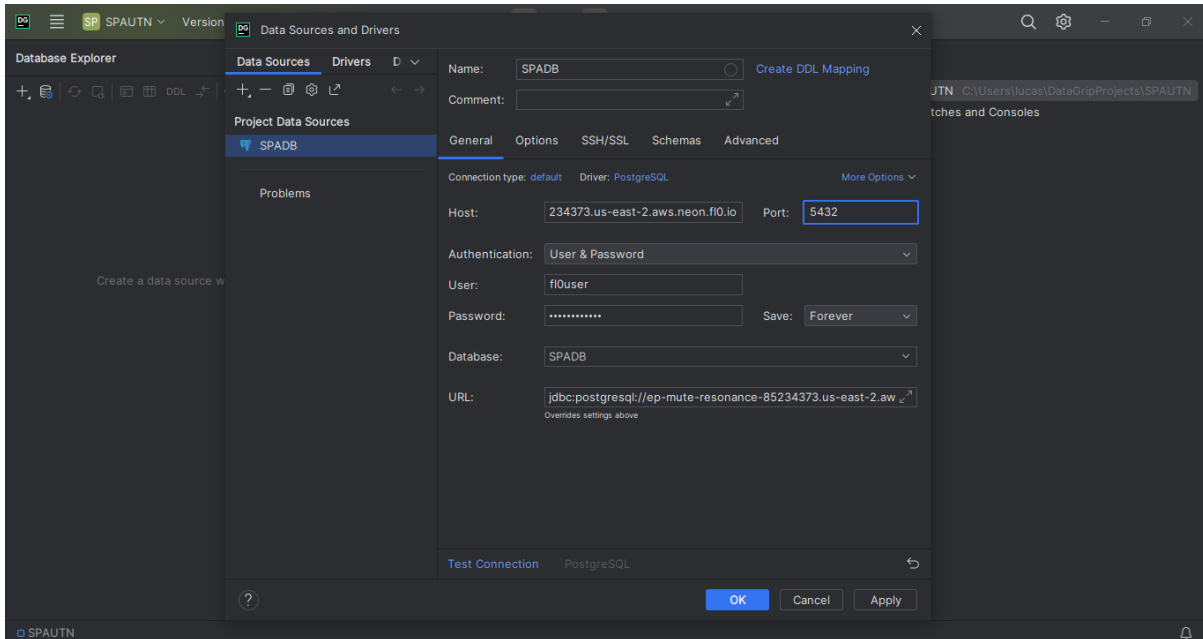 DG SP SPAUTN Version
Database Explorer
DDL
Create a data source w
UTN C:\Users\lucas\DataGripProjects\SPAUTN
tches and Consoles
DG Data Sources and Drivers
Data Sources Drivers D
Project Data Sources
SPADB
Problems
Name: SPADB Create DDL Mapping
Comment:
General Options SSH/SSL Schemas Advanced
Connection type: default Driver: PostgreSQL More Options
Host: 234373.us-east-2.aws.neon.fl0.io Port: 5432
Authentication: User & Password
User: fl0user
Password: •••••••••••• Save: Forever
Database: SPADB
URL: jdbc:postgresql://ep-mute-resonance-85234373.us-east-2.aw
Overrides settings above
Test Connection PostgreSQL
? OK Cancel Apply
SPAUTN